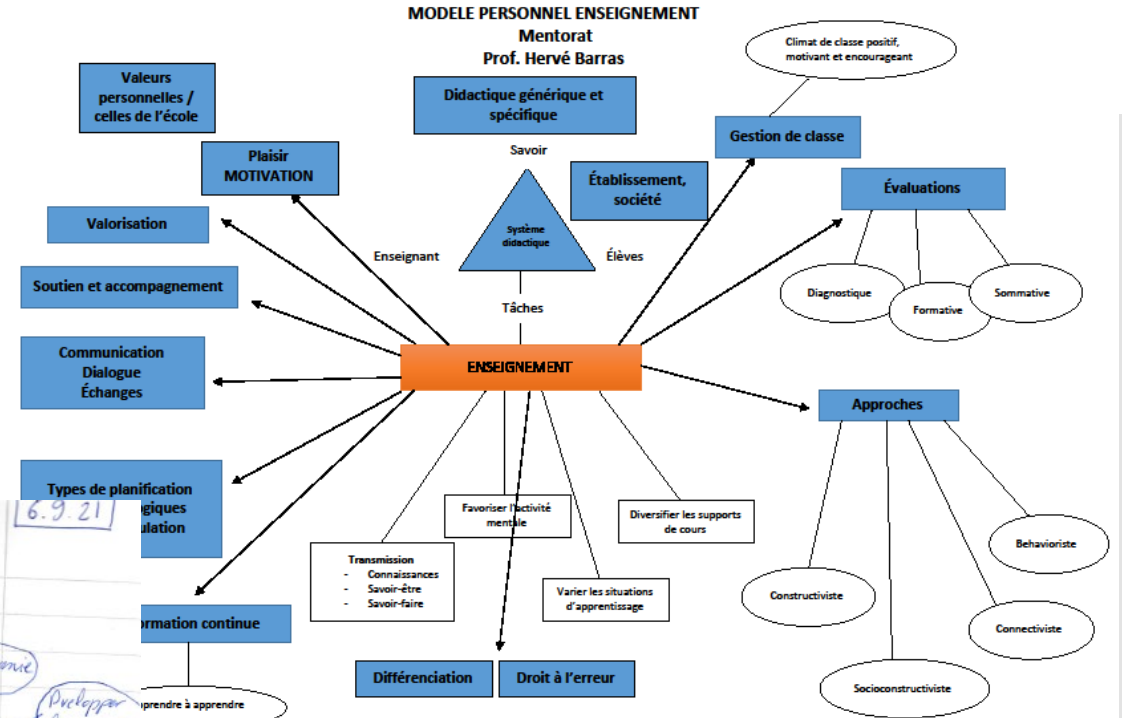 MODELE PERSONNEL ENSEIGNEMENT
Mentorat
Prof. Hervé Barras
Climat de classe positif,
motivant et encourageant
Valeurs
personnelles /
celles de l'école
Didactique générique et
spécifique
Gestion de classe
Plaisir
MOTIVATION
Savoir
Établissement,
société
Évaluations
Valorisation
Système
didactique
Enseignant
Élèves
Soutien et accompagnement
Diagnostique
Formative
Sommative
Tâches
Communication
Dialogue
Échanges
ENSEIGNEMENT
Approches
Types de planification
giques
ulation
6.9.21
Favoriser l'activité
mentale
Diversifier les supports
de cours
Behavioriste
Transmission
- Connaissances
- Savoir-être
- Savoir-faire
Varier les situations
d'apprentissage
Constructiviste
rmation continue
Connectiviste
Différenciation
Droit à l'erreur
Socioconstructiviste
prendre à apprendre